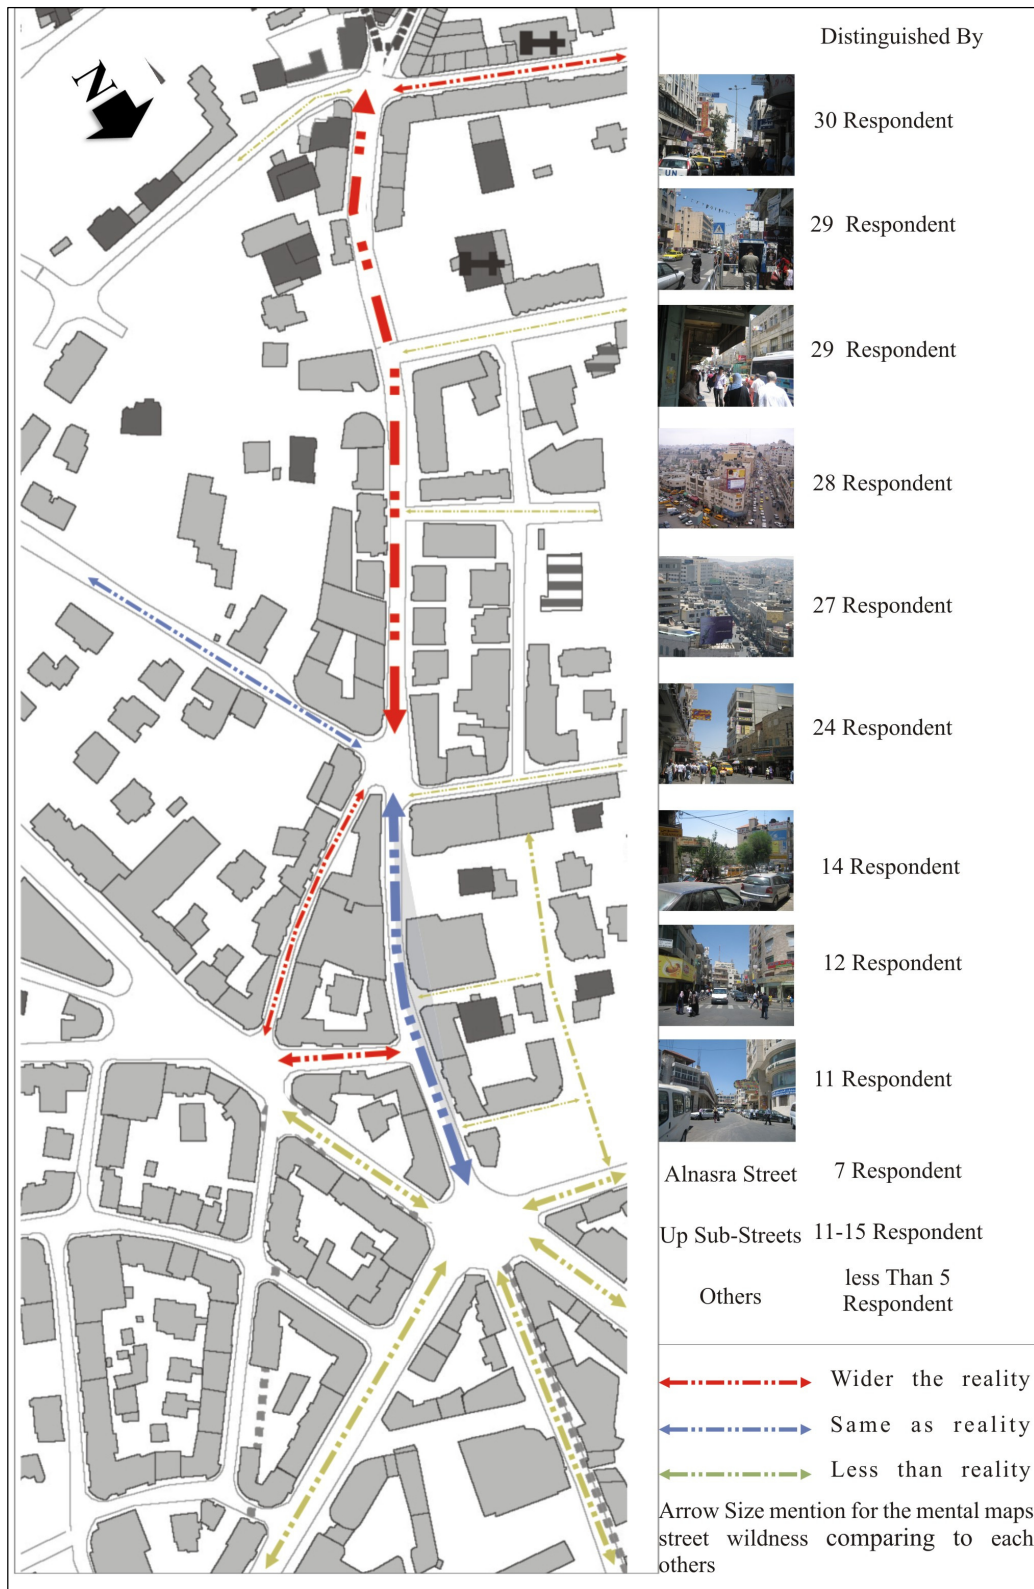 Distinguished By
N
30 Respondent
UN
29 Respondent
29 Respondent
28 Respondent
27 Respondent
24 Respondent
14 Respondent
12 Respondent
11 Respondent
Alnasra Street 7 Respondent
Up Sub-Streets 11-15 Respondent
Others less Than 5
Respondent
Wider the reality
Same as reality
Less than reality
Arrow Size mention for the mental maps
street wildness comparing to each
others